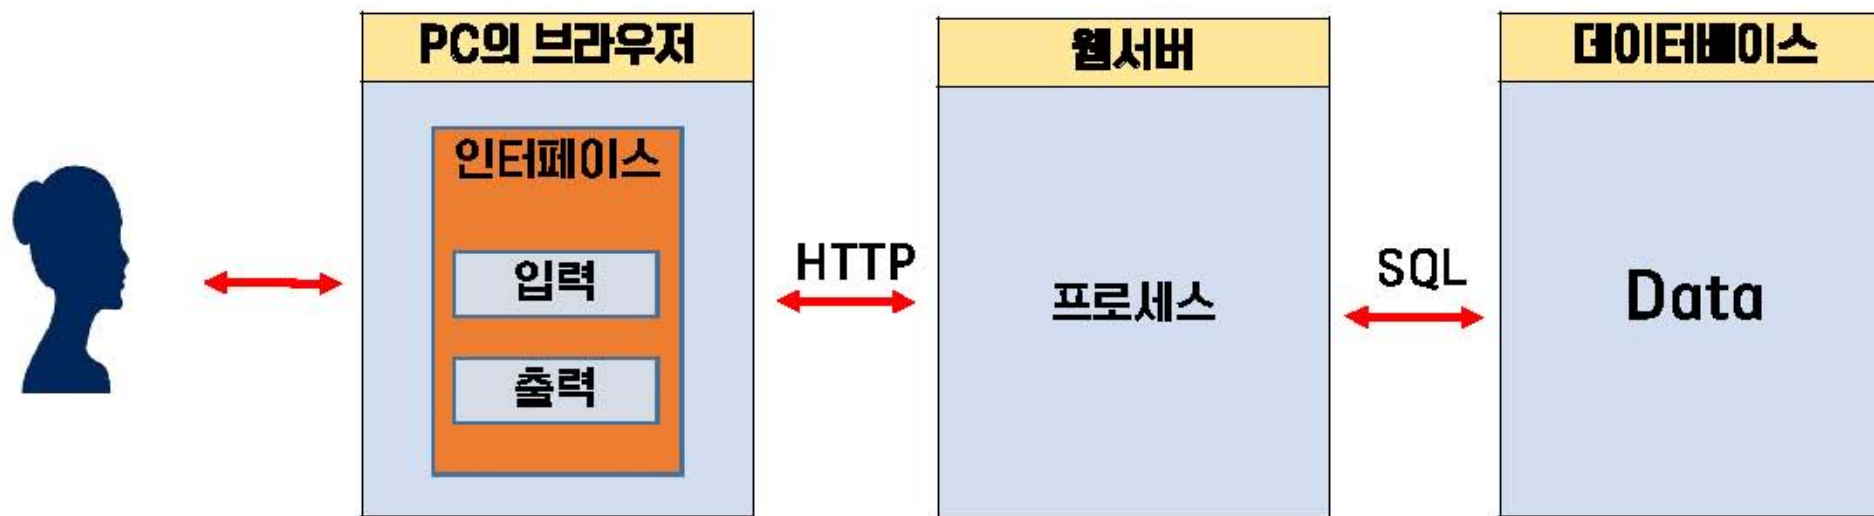 PC의 브라우저
인터페이스
입력
출력
HTTP
웹서버
프로세스
SQL
데이터베이스
Data